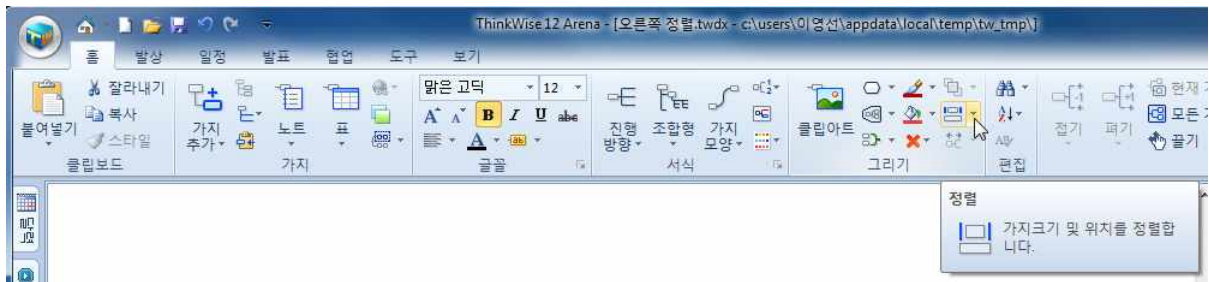 ThinkWise 12 Arena - [오른쪽 정렬.twdx - c:\users\이영선\appdata\local\temp\tw_tmp\]
홈 발상 일정 발표 협업 도구 보기
붙여넣기
잘라내기
복사
스타일
클립보드
가지
추가
노트
표
가지
맑은 고딕 12
A A B I U abc
A ab
글꼴
진행
방향
조합형
가지
모양
서식
클립아트
그리기
편집
접기
펴기
현재
모든
끌기
정렬
가지크기 및 위치를 정렬합
니다.